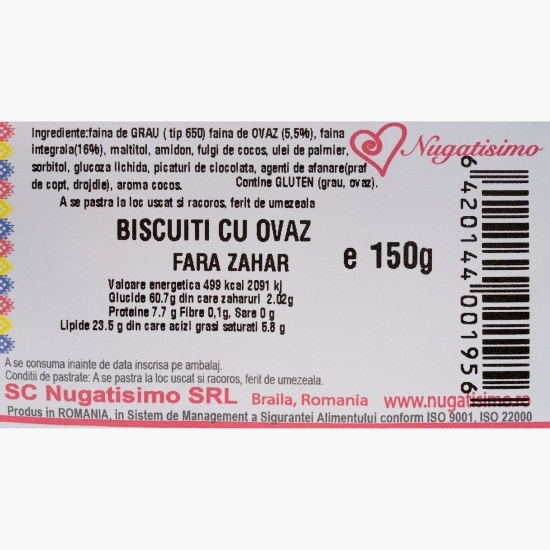 Ingrediente:faina de GRAU ( tip 650) faina de OVAZ (5,5%), faina
integrala(16%), maltitol, amidon, fulgi de cocos, ulei de palmier,
sorbitol, glucoza lichida, picaturi de ciocolata, agenti de afanare(praf
de copt, drojdie), aroma cocos. Contine GLUTEN (grau, ovaz).
A se pastra la loc uscat si racoros, ferit de umezeala
Nugatisimo
BISCUITI CU OVAZ
FARA ZAHAR
e 150g
Valoare energetica 499 kcal 2091 kj
Glucide 60.7g din care zaharuri 2.02g
Proteine 7.7 g Fibre 0,1g, Sare 0 g
Lipide 23.5 g din care acizi grasi saturati 5.8 g
6 420144 001956
A se consuma inainte de data inscrisa pe ambalaj.
Conditii de pastrate: A se pastra la loc uscat si racoros, ferit de umezeala.
SC Nugatisimo SRL Braila, Romania www.nugatisimo.ro
Produs in ROMANIA, in Sistem de Management a Sigurantei Alimentului conform ISO 9001, ISO 22000